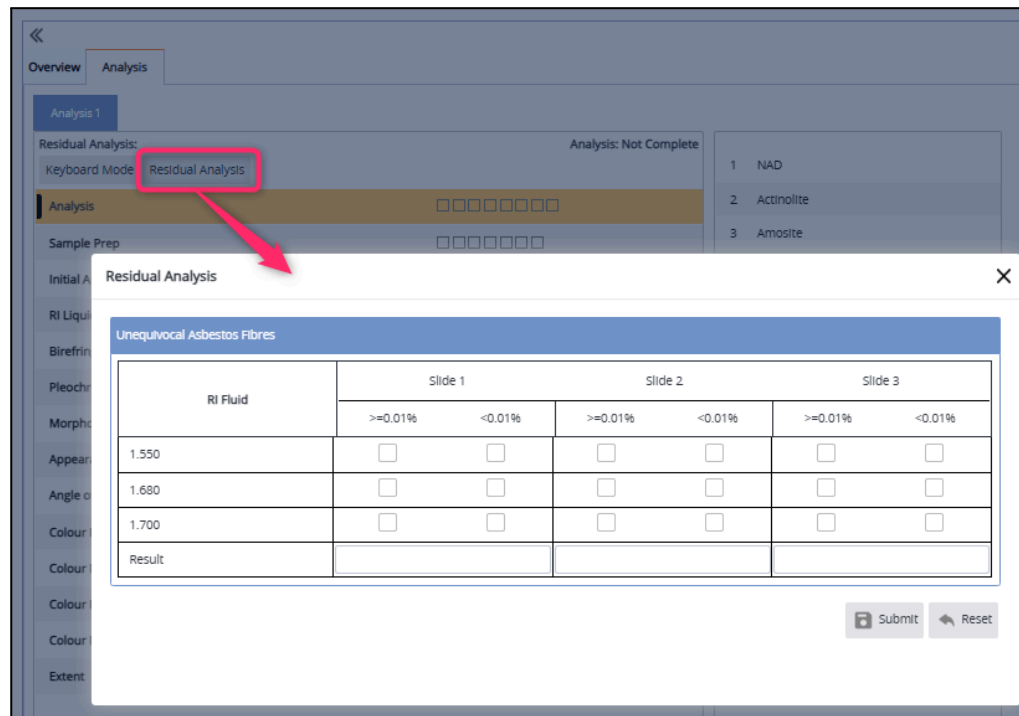 Overview Analysis
Analysis 1
Residual Analysis: Analysis: Not Complete
Keyboard Mode Residual Analysis
1 NAD
Analysis
2 Actinolite
Sample Prep
3 Amosite
Initial A
Residual Analysis
RI Liqui
Unequivocal Asbestos Fibres
Birefrin
Pleochr
RI Fluid
Slide 1 Slide 2 Slide 3
>=0.01% <0.01% >=0.01% <0.01% >=0.01% <0.01%
Morpho
1.550
Appeara
1.680
Angle o
1.700
Colour
Result
Colour
Colour
Submit Reset
Colour
Extent